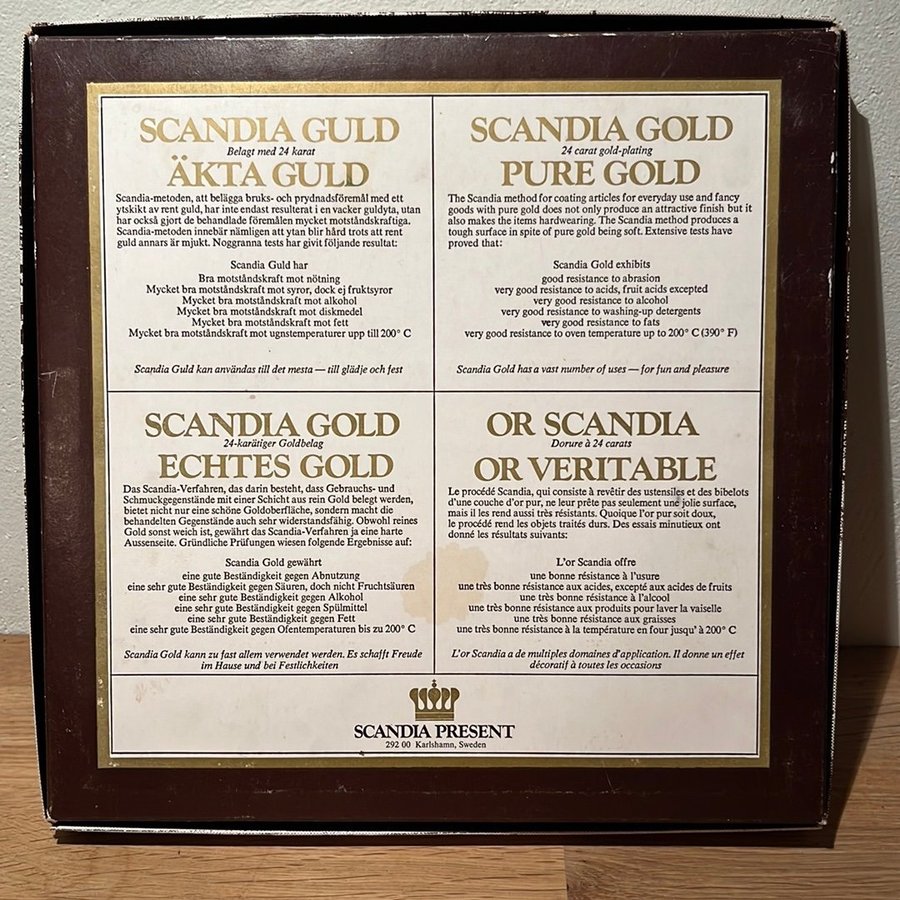 SCANDIA GULD
Belagt med 24 karat
ÄKTA GULD
Scandia-metoden, att belägga bruks- och prydnadsföremål med ett
ytskikt av rent guld, har inte endast resulterat i en vacker guldyta, utan
har också gjort de behandlade föremålen mycket motståndskraftiga.
Scandia-metoden innebär nämligen att ytan blir hård trots att rent
guld annars är mjukt. Noggranna tests har givit följande resultat:
Scandia Guld har
Bra motståndskraft mot nötning
Mycket bra motståndskraft mot syror, dock ej fruktsyror
Mycket bra motståndskraft mot alkohol
Mycket bra motståndskraft mot diskmedel
Mycket bra motståndskraft mot fett
Mycket bra motståndskraft mot ugnstemperaturer upp till 200° C
Scandia Guld kan användas till det mesta — till glädje och fest
SCANDIA GOLD
24 carat gold-plating
PURE GOLD
The Scandia method for coating articles for everyday use and fancy
goods with pure gold does not only produce an attractive finish but it
also makes the items hardwearing. The Scandia method produces a
tough surface in spite of pure gold being soft. Extensive tests have
proved that:
Scandia Gold exhibits
good resistance to abrasion
very good resistance to acids, fruit acids excepted
very good resistance to alcohol
very good resistance to washing-up detergents
very good resistance to fats
very good resistance to oven temperature up to 200° C (390° F)
Scandia Gold has a vast number of uses — for fun and pleasure
SCANDIA GOLD
24-karätiger Goldbelag
ECHTES GOLD
Das Scandia-Verfahren, das darin besteht, dass Gebrauchs- und
Schmuckgegenstände mit einer Schicht aus rein Gold belegt werden,
bietet nicht nur eine schöne Goldoberfläche, sondern macht die
behandelten Gegenstände auch sehr widerstandsfähig. Obwohl reines
Gold sonst weich ist, gewährt das Scandia-Verfahren ja eine harte
Aussenseite. Gründliche Prüfungen wiesen folgende Ergebnisse auf:
Scandia Gold gewährt
eine gute Beständigkeit gegen Abnutzung
eine sehr gute Beständigkeit gegen Säuren, doch nicht Fruchtsäuren
eine sehr gute Beständigkeit gegen Alkohol
eine sehr gute Beständigkeit gegen Spülmittel
eine sehr gute Beständigkeit gegen Fett
eine sehr gute Beständigkeit gegen Ofentemperaturen bis zu 200° C
Scandia Gold kann zu fast allem verwendet werden. Es schafft Freude
im Hause und bei Festlichkeiten
OR SCANDIA
Dorure à 24 carats
OR VERITABLE
Le procédé Scandia, qui consiste à revêtir des ustensiles et des bibelots
d'une couche d'or pur, ne leur prête pas seulement une jolie surface,
mais il les rend aussi très résistants. Quoique l'or pur soit doux,
le procédé rend les objets traités durs. Des essais minutieux ont
donné les résultats suivants:
L'or Scandia offre
une bonne résistance à l'usure
une très bonne résistance aux acides, excepté aux acides de fruits
une très bonne résistance à l'alcool
une très bonne résistance aux produits pour laver la vaiselle
une très bonne résistance aux graisses
une très bonne résistance à la température en four jusqu' à 200° C
L'or Scandia a de multiples domaines d'application. Il donne un effet
décoratif à toutes les occasions
SCANDIA PRESENT
292 00 Karlshamn, Sweden